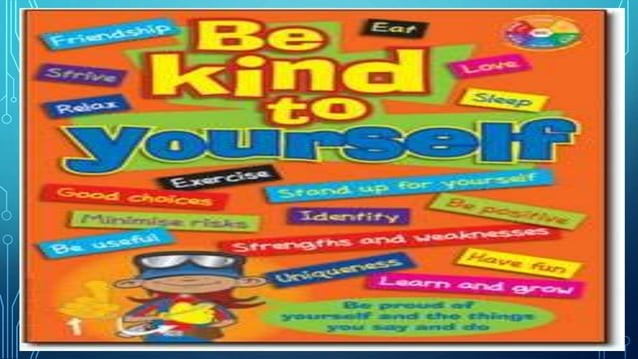 Friendship
Be
Eat
Strive
kind
Love
Relax
to
Sleep
yourself
Exercise
Good choices
Stand up for yourself
Minimise risks
Identity
Be positive
Be useful
Strengths and weaknesses
Uniqueness
Have fun
Learn and grow
Be proud of
yourself and the things
you say and do